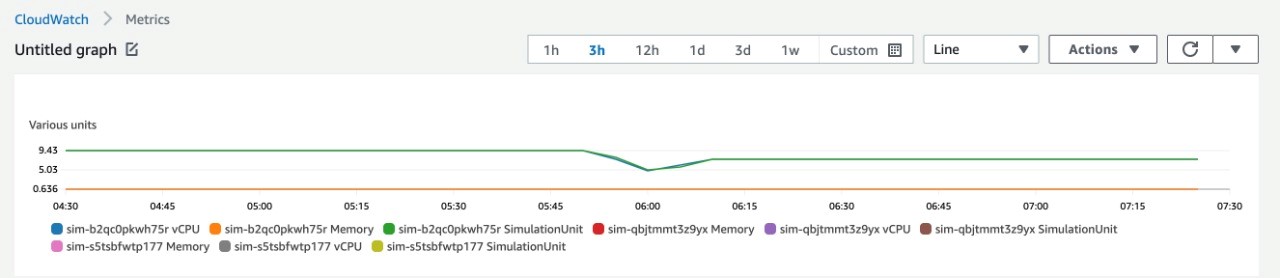 CloudWatch > Metrics
Untitled graph
1h 3h 12h 1d 3d 1w Custom Line Actions
Various units
9.43
5.03
0.636
04:30 04:45 05:00 05:15 05:30 05:45 06:00 06:15 06:30 06:45 07:00 07:15 07:30
sim-b2qc0pkwh75r vCPU sim-b2qc0pkwh75r Memory sim-b2qc0pkwh75r SimulationUnit sim-qbjtmmt3z9yx Memory sim-qbjtmmt3z9yx vCPU sim-qbjtmmt3z9yx SimulationUnit
sim-s5tsbfwtp177 Memory sim-s5tsbfwtp177 vCPU sim-s5tsbfwtp177 SimulationUnit